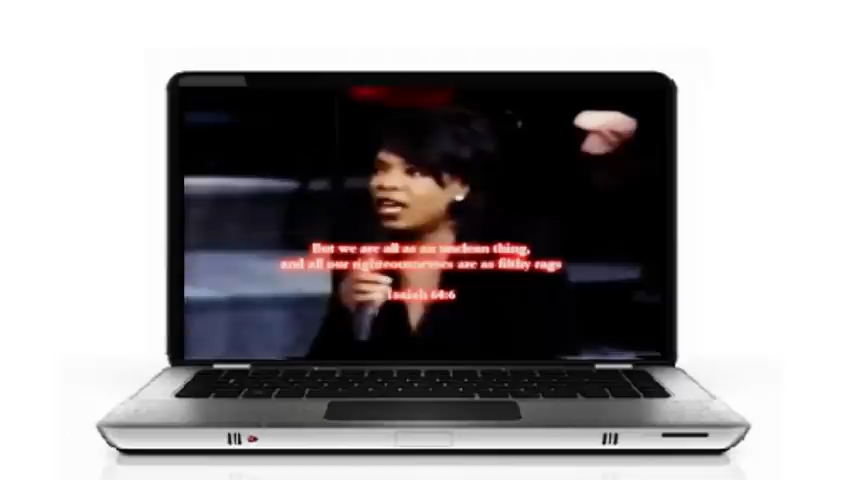 But we are all as an unclean thing,
and all our righteousnesses are as filthy rags
Isaiah 64:6